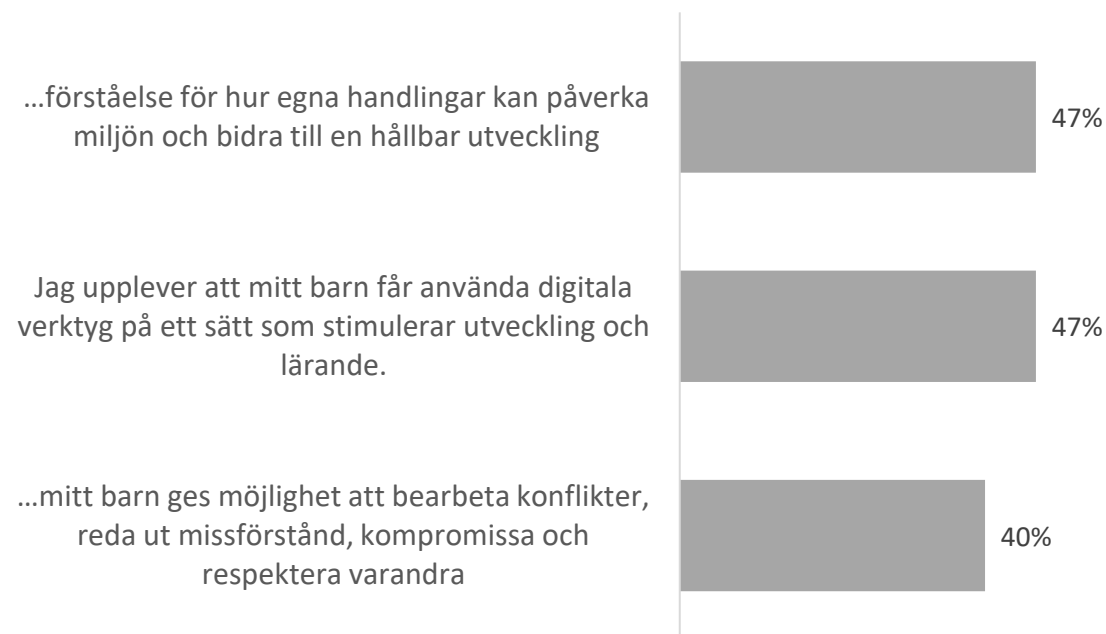 ...förståelse för hur egna handlingar kan påverka
miljön och bidra till en hållbar utveckling
47%
Jag upplever att mitt barn får använda digitala
verktyg på ett sätt som stimulerar utveckling och
lärande.
47%
...mitt barn ges möjlighet att bearbeta konflikter,
reda ut missförstånd, kompromissa och
respektera varandra
40%